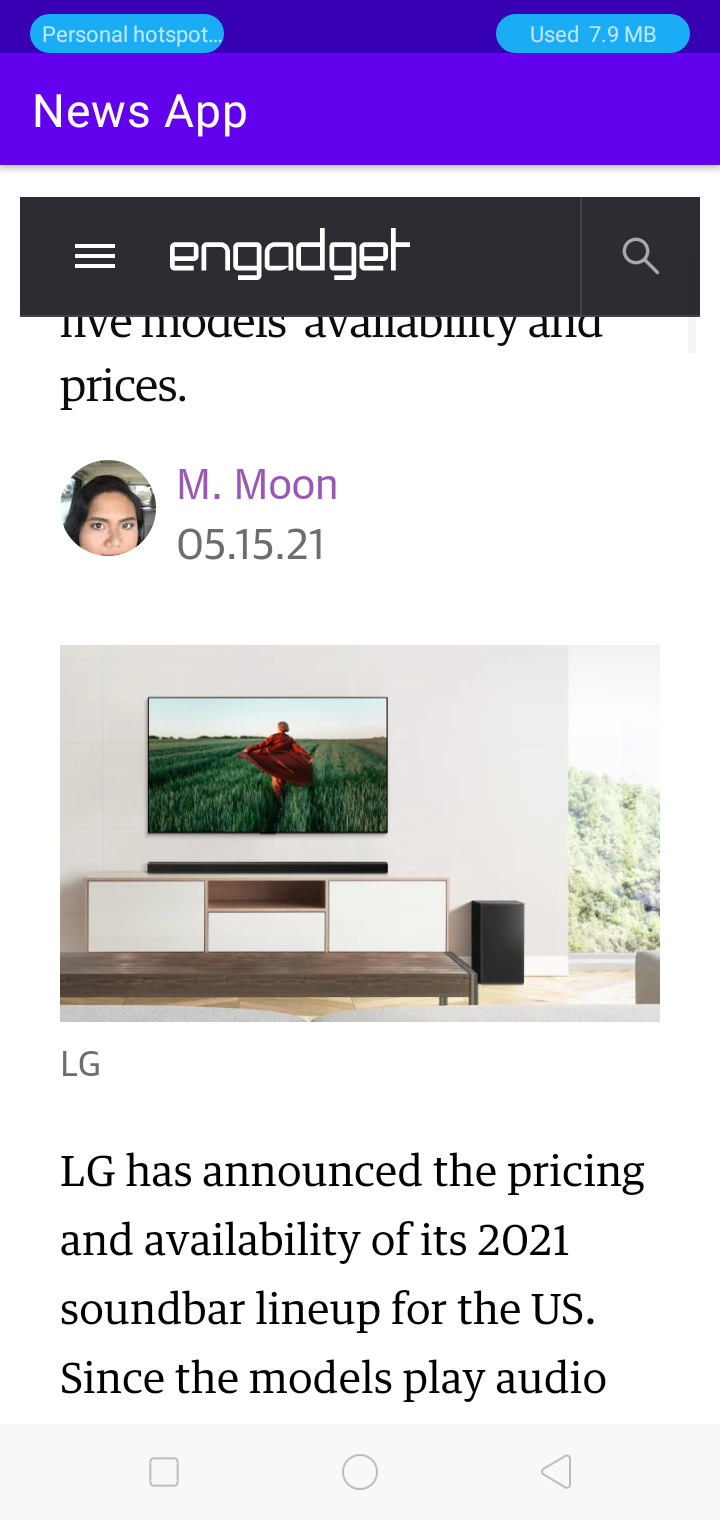 Personal hotspot... Used 7.9 MB
News App
engadget
five models' availability and
prices.
M. Moon
05.15.21
LG
LG has announced the pricing
and availability of its 2021
soundbar lineup for the US.
Since the models play audio